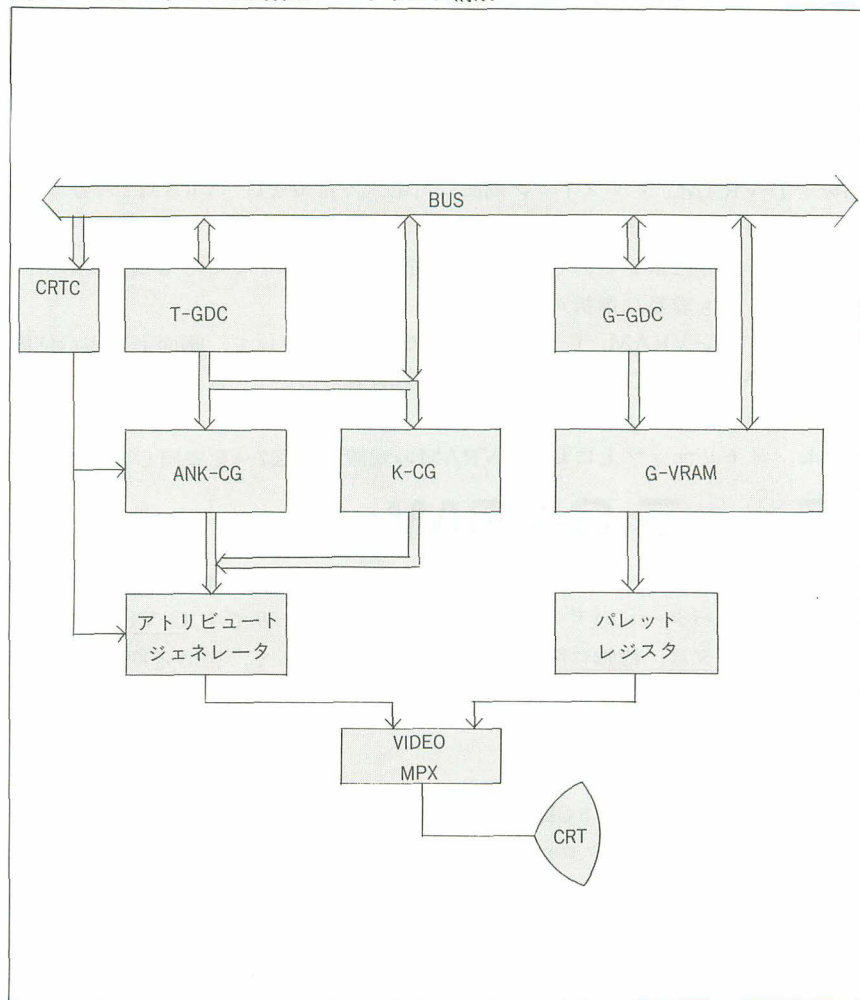 BUS
CRTC
T-GDC
G-GDC
ANK-CG
K-CG
G-VRAM
アトリビュート
ジェネレータ
パレット
レジスタ
VIDEO
MPX
CRT